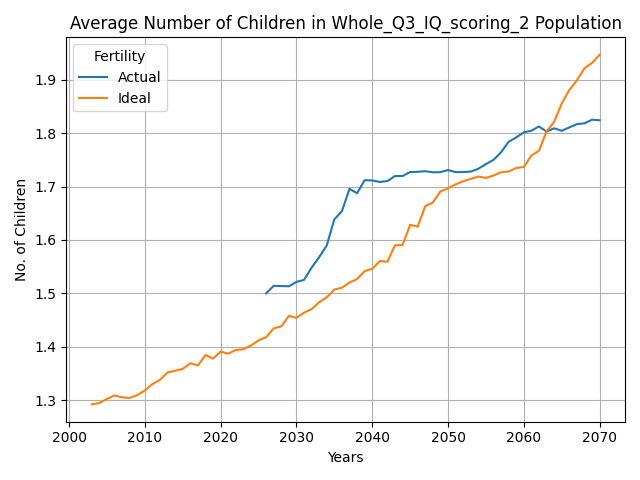 Average Number of Children in Whole_Q3_IQ_scoring_2 Population
Fertility
Actual
Ideal
No. of Children
1.9
1.8
1.7
1.6
1.5
1.4
1.3
2000 2010 2020 2030 2040 2050 2060 2070
Years